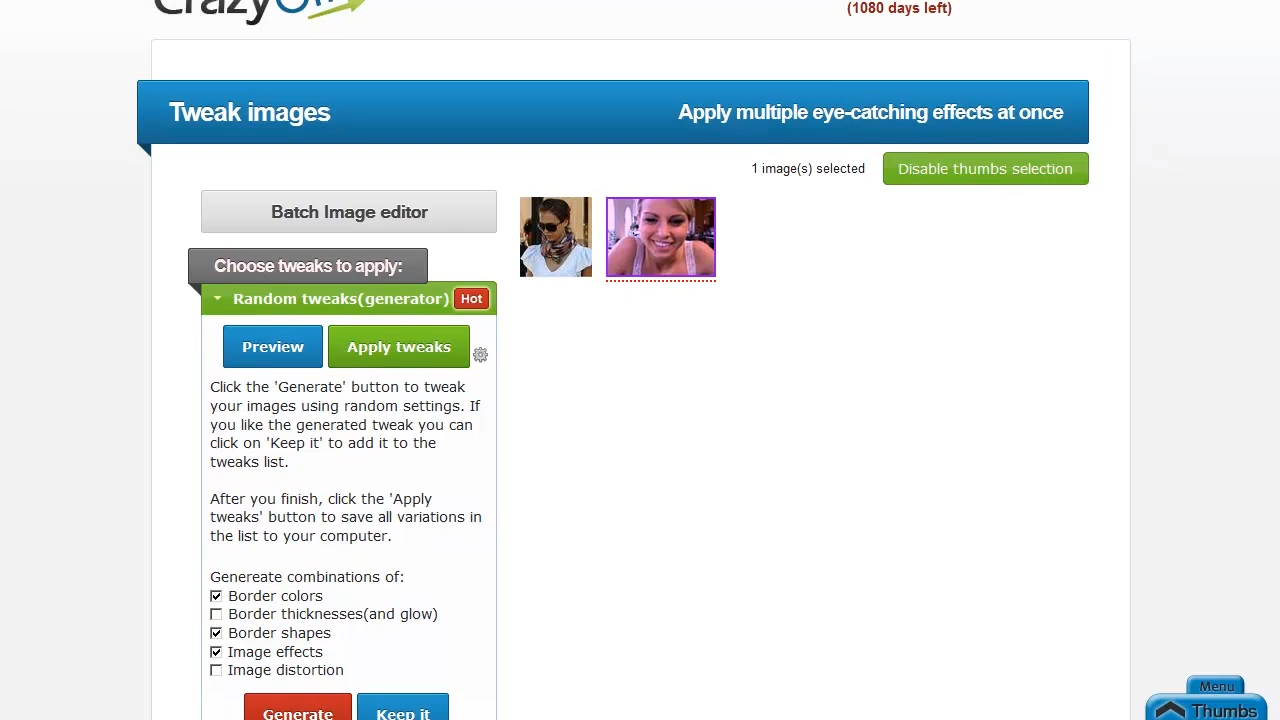 (1080 days left)
Tweak images
Apply multiple eye-catching effects at once
1 image(s) selected
Disable thumbs selection
Batch Image editor
Choose tweaks to apply:
Random tweaks(generator) Hot
Preview
Apply tweaks
Click the 'Generate' button to tweak
your images using random settings. If
you like the generated tweak you can
click on 'Keep it' to add it to the
tweaks list.
After you finish, click the 'Apply
tweaks' button to save all variations in
the list to your computer.
Genereate combinations of:
Border colors
Border thicknesses(and glow)
Border shapes
Image effects
Image distortion
Generate
Keep it
Menu
Thumbs